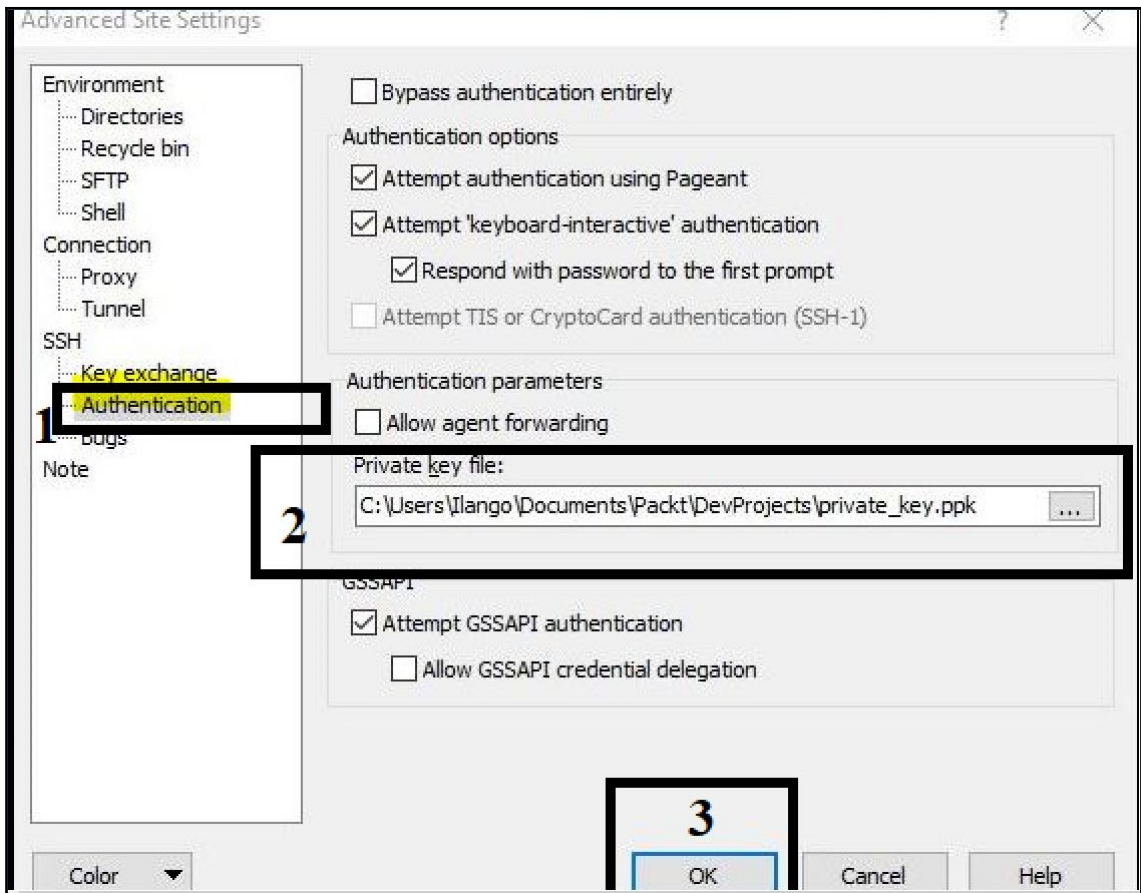 Advanced Site Settings ? X
Environment
Directories
Recycle bin
SFTP
Shell
Connection
Proxy
Tunnel
SSH
Key exchange
1 Authentication
Bugs
Note
Bypass authentication entirely
Authentication options
Attempt authentication using Pageant
Attempt 'keyboard-interactive' authentication
Respond with password to the first prompt
Attempt TIS or CryptoCard authentication (SSH-1)
Authentication parameters
Allow agent forwarding
Private key file:
2 C:\Users\Ilango\Documents\Packt\DevProjects\private_key.ppk ...
GSSAPI
Attempt GSSAPI authentication
Allow GSSAPI credential delegation
3
Color OK Cancel Help